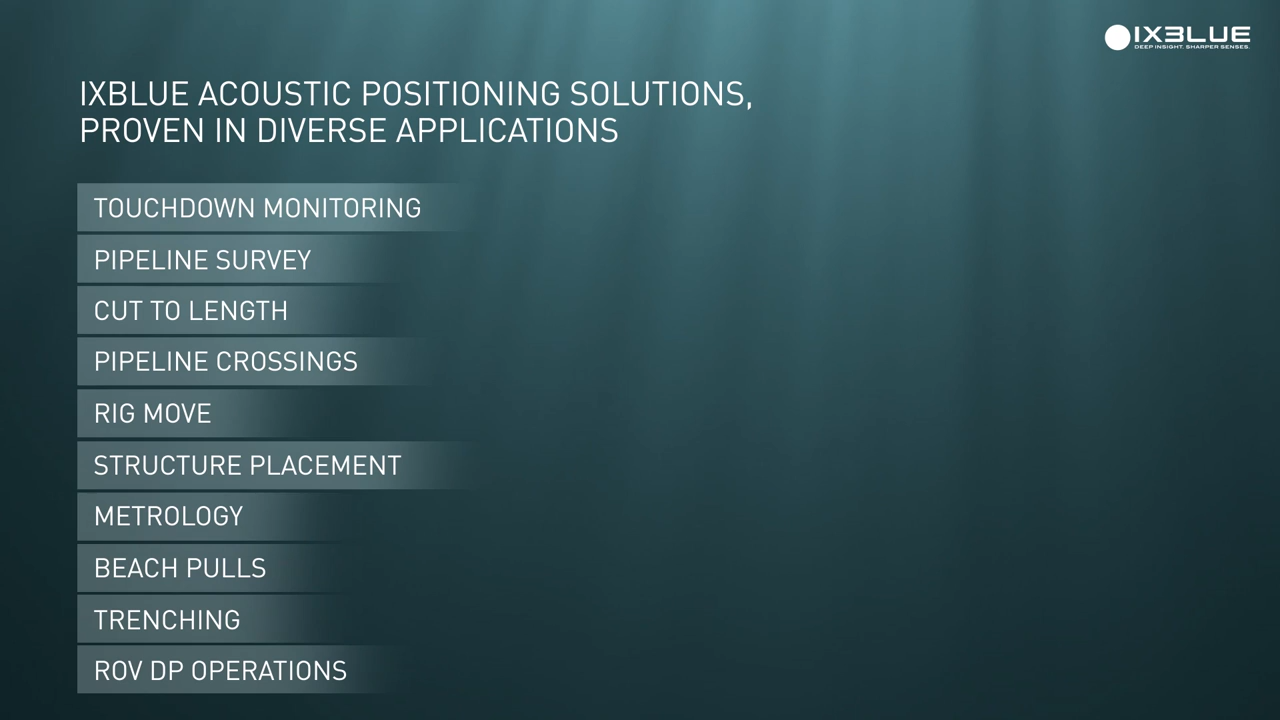 IXBLUE
DEEP INSIGHT. SHARPER SENSES.
IXBLUE ACOUSTIC POSITIONING SOLUTIONS,
PROVEN IN DIVERSE APPLICATIONS
TOUCHDOWN MONITORING
PIPELINE SURVEY
CUT TO LENGTH
PIPELINE CROSSINGS
RIG MOVE
STRUCTURE PLACEMENT
METROLOGY
BEACH PULLS
TRENCHING
ROV DP OPERATIONS